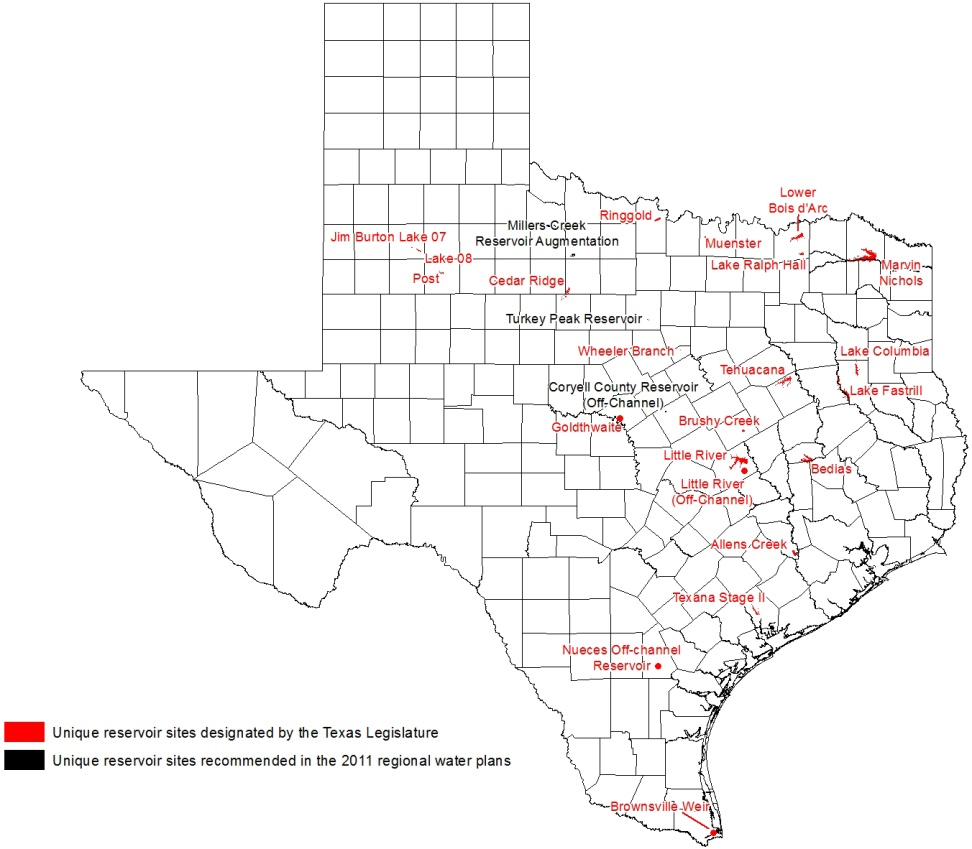 Lower
Bois d'Arc
Ringgold
Millers-Creek
Reservoir Augmentation
Jim Burton Lake 07
Muenster
Lake-08
Lake Ralph Hall
Marvin
Nichols
Post
Cedar Ridge
Turkey Peak Reservoir
Wheeler Branch
Lake Columbia
Tehuacana
Coryell County Reservoir
(Off-Channel)
Lake Fastrill
Goldthwaite
Brushy Creek
Little River
Bedias
Little River
(Off-Channel)
Allens Creek
Texana Stage II
Nueces Off-channel
Reservoir
Unique reservoir sites designated by the Texas Legislature
Unique reservoir sites recommended in the 2011 regional water plans
Brownsville Weir